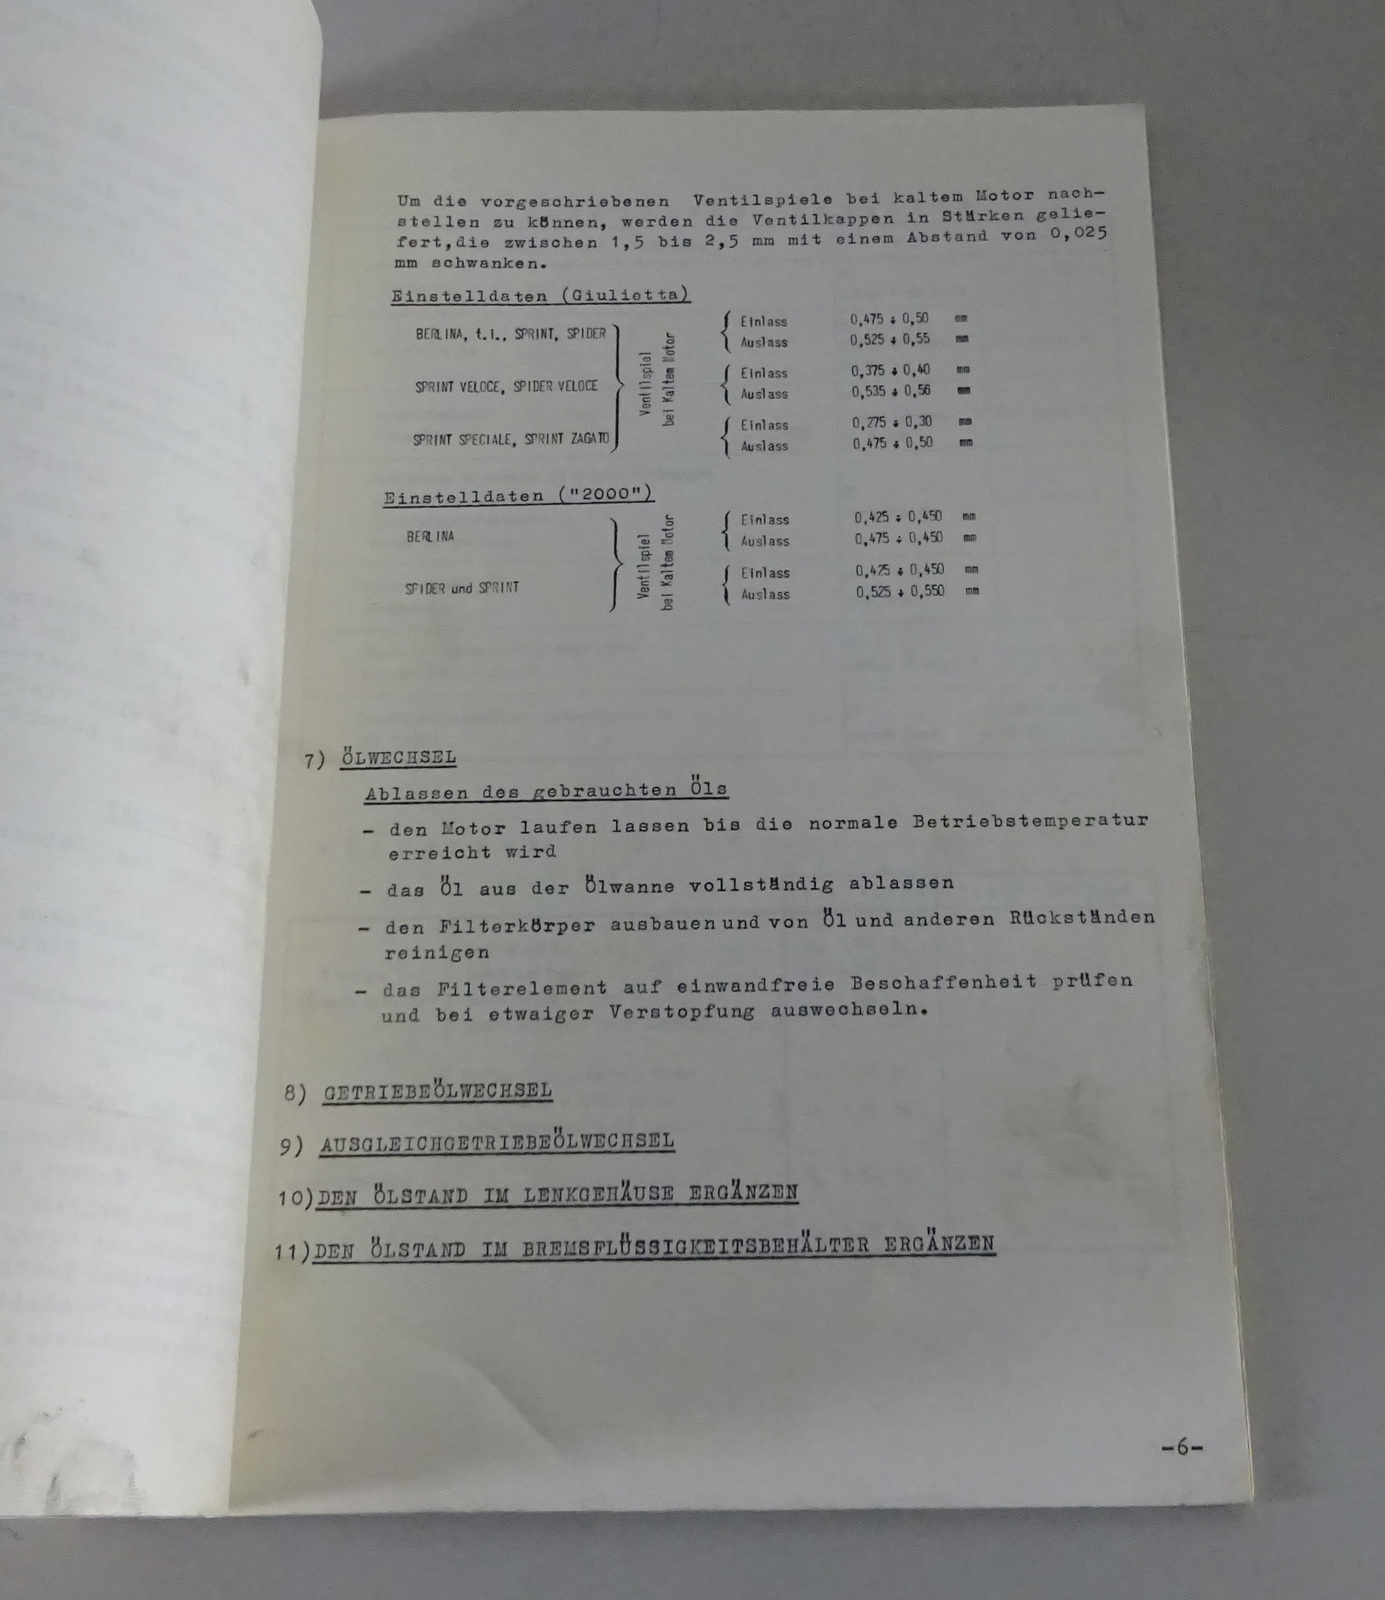 Um die vorgeschriebenen Ventilspiele bei kaltem Motor nach-
stellen zu können, werden die Ventilkappen in Stärken gelie-
fert,die zwischen 1,5 bis 2,5 mm mit einem Abstand von 0,025
mm schwanken.
Einstelldaten (Giulietta)
BERLINA, t.i., SPRINT, SPIDER
SPRINT VELOCE, SPIDER VELOCE
SPRINT SPECIALE, SPRINT ZAGATO
Ventilspiel
bei Kaltem Motor
Einlass 0,475 ÷ 0,50 mm
Auslass 0,525 ÷ 0,55 mm
Einlass 0,375 ÷ 0,40 mm
Auslass 0,535 ÷ 0,56 mm
Einlass 0,275 ÷ 0,30 mm
Auslass 0,475 ÷ 0,50 mm
Einstelldaten ("2000")
BERLINA
SPIDER und SPRINT
Ventilspiel
bei Kaltem Motor
Einlass 0,425 ÷ 0,450 mm
Auslass 0,475 ÷ 0,450 mm
Einlass 0,425 ÷ 0,450 mm
Auslass 0,525 ÷ 0,550 mm
7) ÖLWECHSEL
Ablassen des gebrauchten Öls
- den Motor laufen lassen bis die normale Betriebstemperatur
erreicht wird
- das Öl aus der Ölwanne vollständig ablassen
- den Filterkörper ausbauen und von Öl und anderen Rückständen
reinigen
- das Filterelement auf einwandfreie Beschaffenheit prüfen
und bei etwaiger Verstopfung auswechseln.
8) GETRIEBEÖLWECHSEL
9) AUSGLEICHGETRIEBEÖLWECHSEL
10)DEN ÖLSTAND IM LENKGEHÄUSE ERGÄNZEN
11)DEN ÖLSTAND IM BREMSFLÜSSIGKEITSBEHÄLTER ERGÄNZEN
-6-